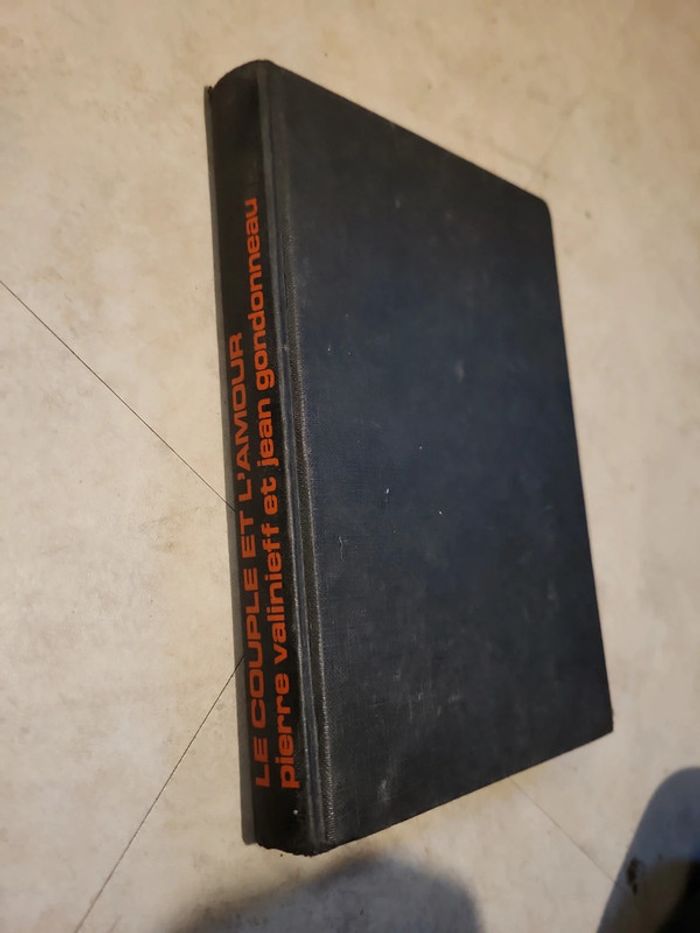 LE COUPLE ET L'AMOUR
pierre valinieff et jean gondonneau